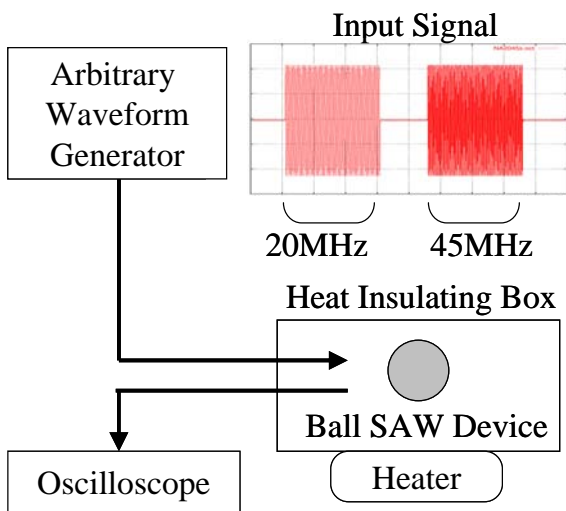 Input Signal
Arbitrary
Waveform
Generator
20MHz
45MHz
Heat Insulating Box
Ball SAW Device
Heater
Oscilloscope